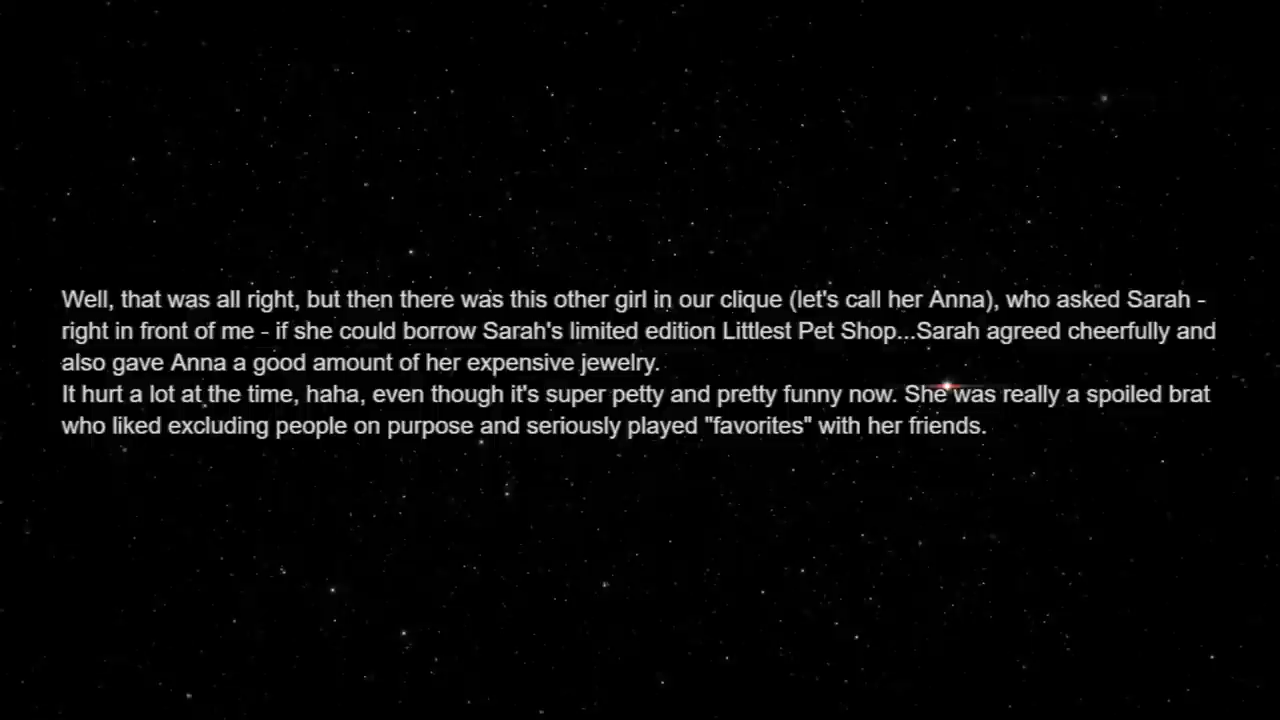 Well, that was all right, but then there was this other girl in our clique (let's call her Anna), who asked Sarah -
right in front of me - if she could borrow Sarah's limited edition Littlest Pet Shop...Sarah agreed cheerfully and
also gave Anna a good amount of her expensive jewelry.
It hurt a lot at the time, haha, even though it's super petty and pretty funny now. She was really a spoiled brat
who liked excluding people on purpose and seriously played "favorites" with her friends.